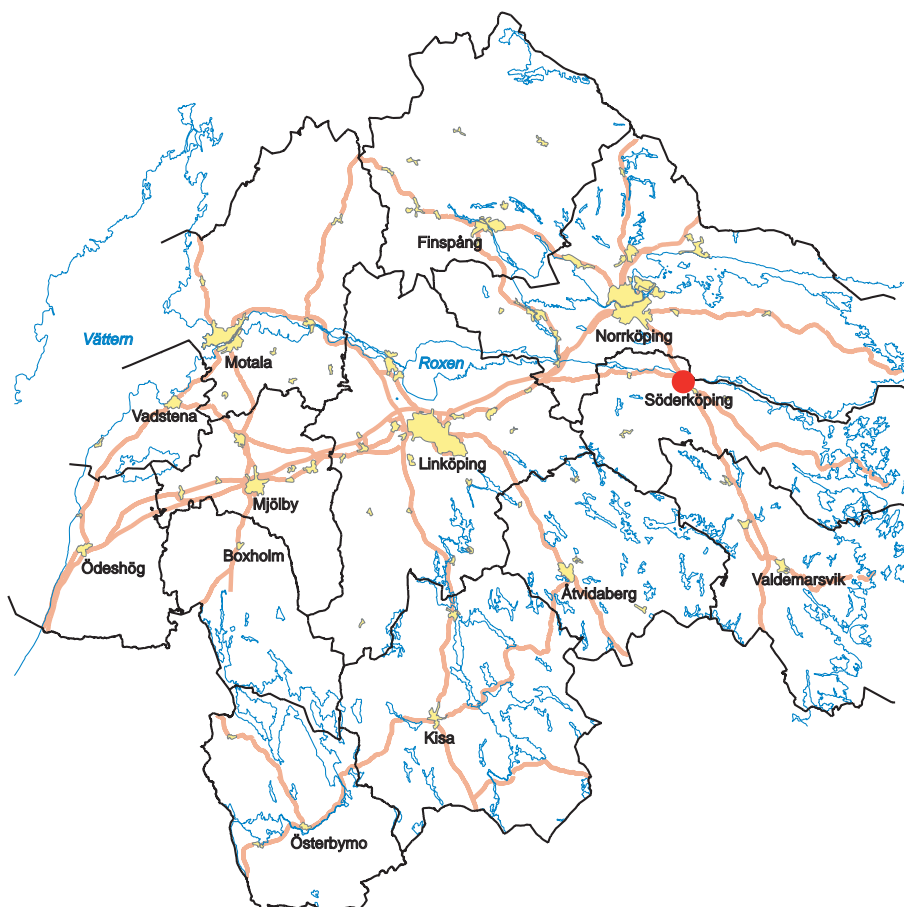 Finspång
Norrköping
Vättern
Motala
Roxen
Söderköping
Vadstena
Linköping
Mjölby
Boxholm
Ödeshög
Åtvidaberg
Valdemarsvik
Kisa
Österbymo